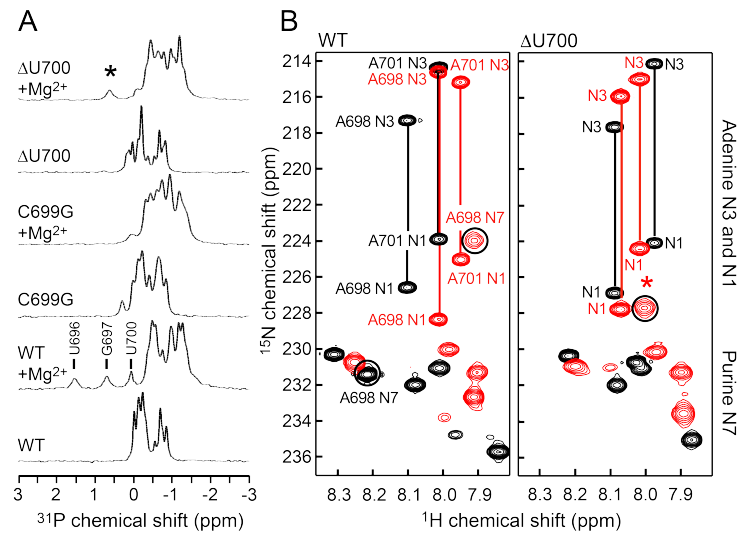 A
ΔU700
+Mg²⁺
*
ΔU700
C699G
+Mg²⁺
C699G
WT
+Mg²⁺
U696
G697
U700
WT
3 2 1 0 -1 -2 -3
³¹P chemical shift (ppm)
B
WT
ΔU700
¹⁵N chemical shift (ppm)
214
216
218
220
222
224
226
228
230
232
234
236
A701 N3
A701 N3
A698 N3
A698 N3
A698 N7
A701 N1
A701 N1
A698 N1
A698 N1
A698 N7
N3
N3
N3
N3
N1
N1
N1
N1
*
8.3 8.2 8.1 8.0 7.9
8.3 8.2 8.1 8.0 7.9
¹H chemical shift (ppm)
Adenine N3 and N1
Purine N7